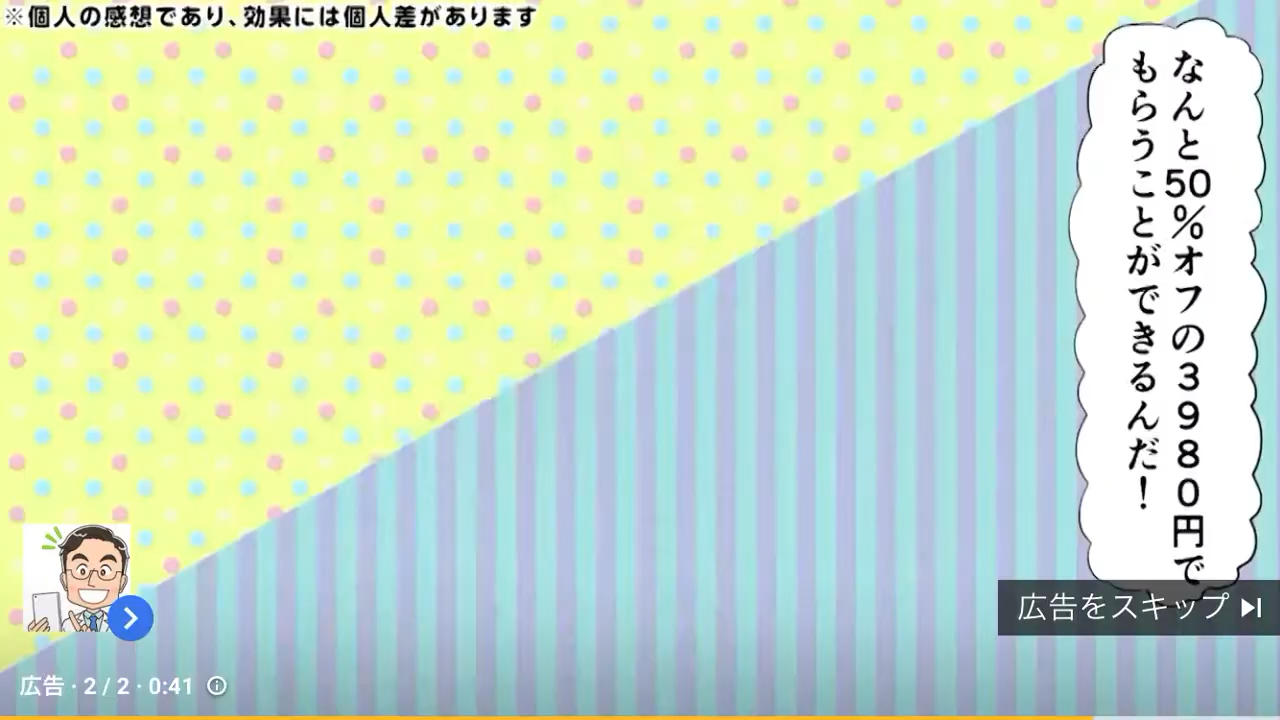 ※個人の感想であり、効果には個人差があります
なんと50%オフの3980円で
もらうことができるんだ!
広告をスキップ
広告・2/2・0:41